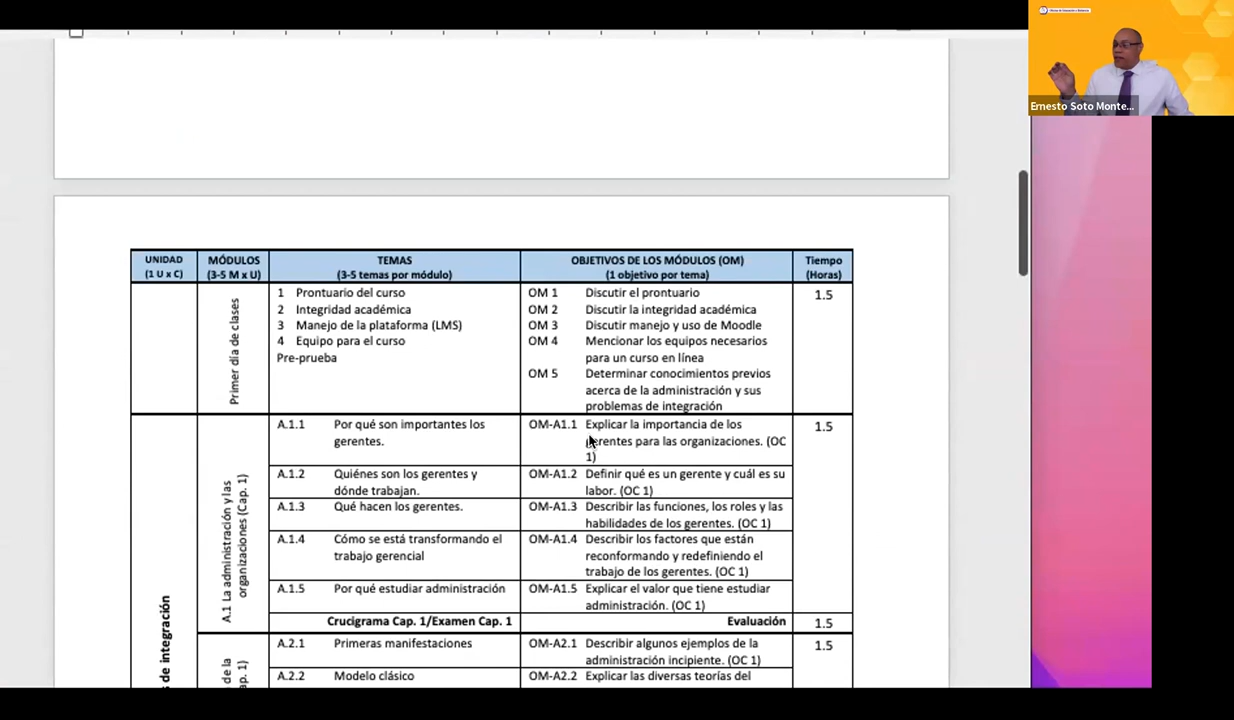 Ernesto Soto Monte...
UNIDAD
(1 U x C)
MÓDULOS
(3-5 M x U)
TEMAS
(3-5 temas por módulo)
OBJETIVOS DE LOS MÓDULOS (OM)
(1 objetivo por tema)
Tiempo
(Horas)
Primer día de clases
1 Prontuario del curso
2 Integridad académica
3 Manejo de la plataforma (LMS)
4 Equipo para el curso
Pre-prueba
OM 1 Discutir el prontuario
OM 2 Discutir la integridad académica
OM 3 Discutir manejo y uso de Moodle
OM 4 Mencionar los equipos necesarios
para un curso en línea
OM 5 Determinar conocimientos previos
acerca de la administración y sus
problemas de integración
1.5
de integración
A.1 La administración y las
organizaciones (Cap. 1)
A.1.1 Por qué son importantes los
gerentes.
OM-A1.1 Explicar la importancia de los
gerentes para las organizaciones. (OC
1)
1.5
A.1.2 Quiénes son los gerentes y
dónde trabajan.
OM-A1.2 Definir qué es un gerente y cuál es su
labor. (OC 1)
A.1.3 Qué hacen los gerentes.
OM-A1.3 Describir las funciones, los roles y las
habilidades de los gerentes. (OC 1)
A.1.4 Cómo se está transformando el
trabajo gerencial
OM-A1.4 Describir los factores que están
reconformando y redefiniendo el
trabajo de los gerentes. (OC 1)
A.1.5 Por qué estudiar administración
OM-A1.5 Explicar el valor que tiene estudiar
administración. (OC 1)
Crucigrama Cap. 1/Examen Cap. 1
Evaluación
1.5
de la
A.2.1 Primeras manifestaciones
OM-A2.1 Describir algunos ejemplos de la
administración incipiente. (OC 1)
1.5
A.2.2 Modelo clásico
OM-A2.2 Explicar las diversas teorías del